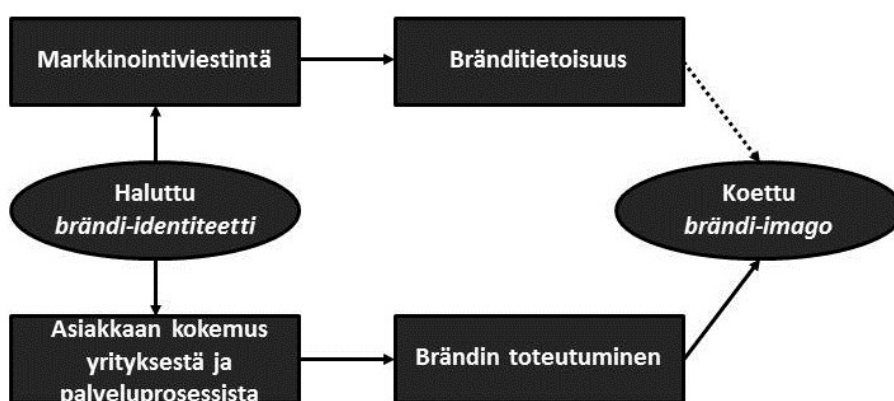 Markkinointiviestintä
Bränditietoisuus
Haluttu
brändi-identiteetti
Koettu
brändi-imago
Asiakkaan kokemus
yrityksestä ja
palveluprosessista
Brändin toteutuminen